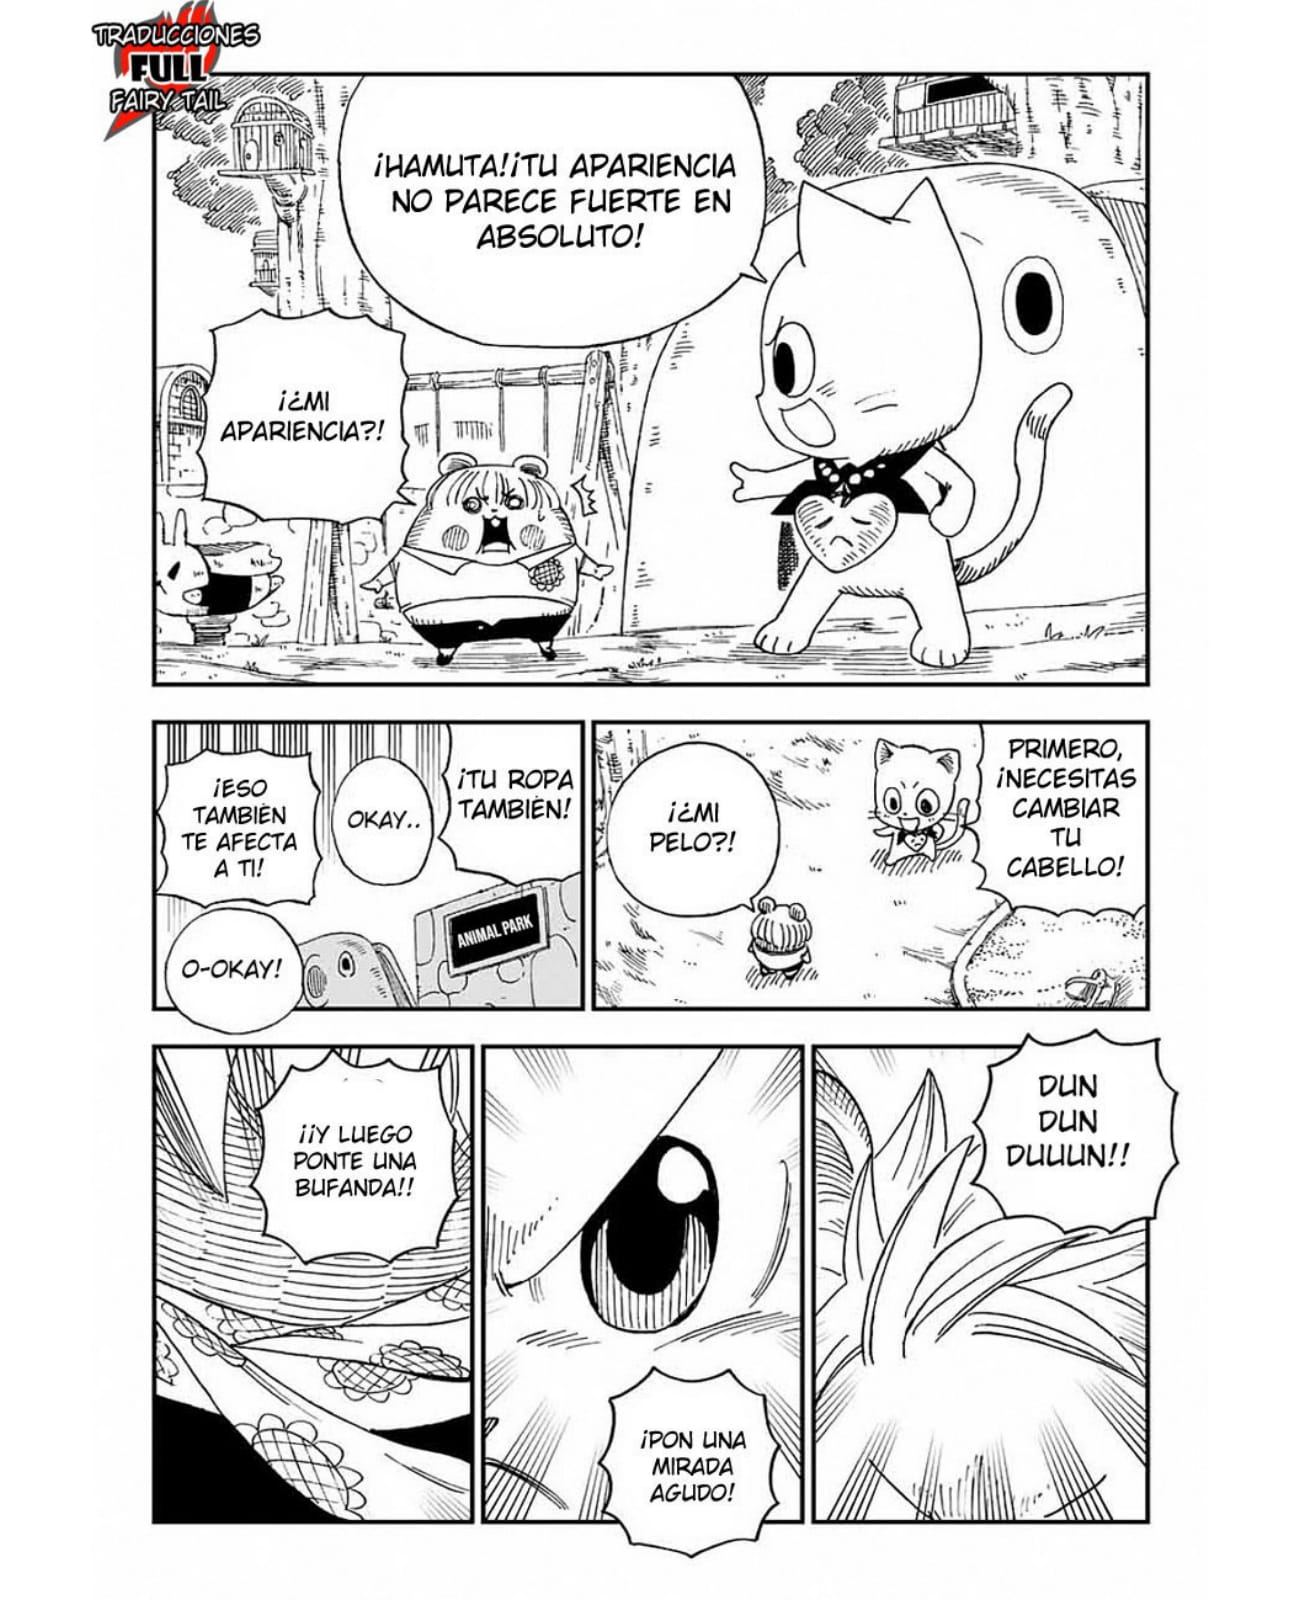 TRADUCCIONES
FULL
FAIRY TAIL
¡HAMUTA!¡TU APARIENCIA
NO PARECE FUERTE EN
ABSOLUTO!
¡¿MI
APARIENCIA?!
PRIMERO,
¡NECESITAS
CAMBIAR
TU
CABELLO!
¡¿MI
PELO?!
¡TU ROPA
TAMBIÉN!
OKAY..
¡ESO
TAMBIÉN
TE AFECTA
A TI!
O-OKAY!
ANIMAL PARK
DUN
DUN
DUUUN!!
¡PON UNA
MIRADA
AGUDO!
¡¡Y LUEGO
PONTE UNA
BUFANDA!!